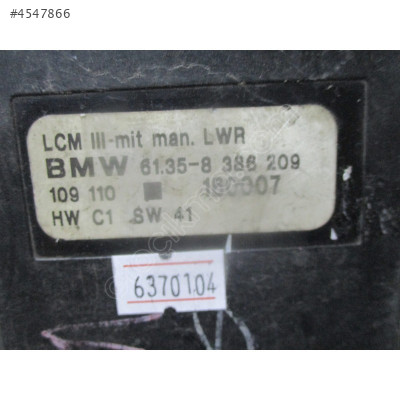 #4547866
LCM III-mit man. LWR
BMW 61.35-8 386 209
109 110 180007
HW C1 SW 41
6370104